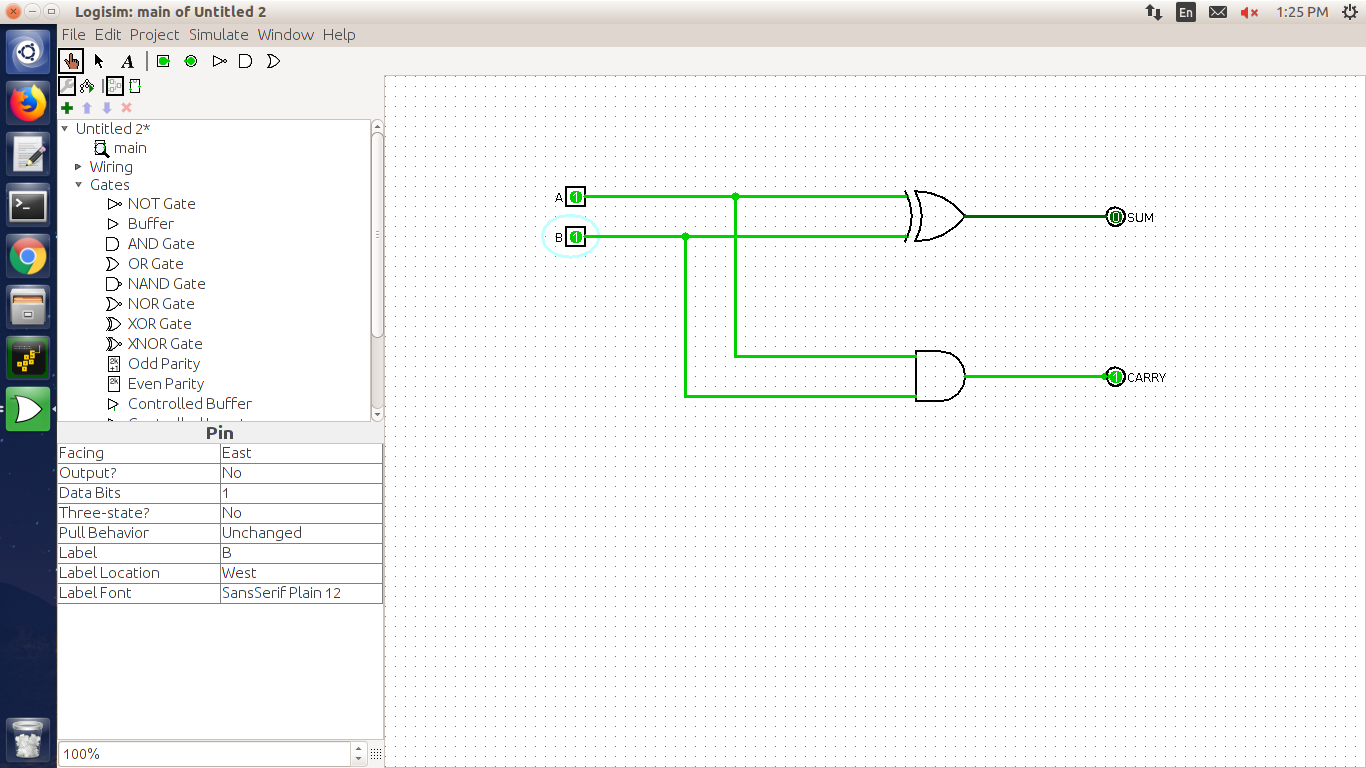 Logisim: main of Untitled 2
En
1:25 PM
File Edit Project Simulate Window Help
A
Untitled 2*
main
Wiring
Gates
NOT Gate
Buffer
AND Gate
OR Gate
NAND Gate
NOR Gate
XOR Gate
XNOR Gate
Odd Parity
Even Parity
Controlled Buffer
Pin
Facing East
Output? No
Data Bits 1
Three-state? No
Pull Behavior Unchanged
Label B
Label Location West
Label Font SansSerif Plain 12
100%
A 1
B 1
0 SUM
1 CARRY